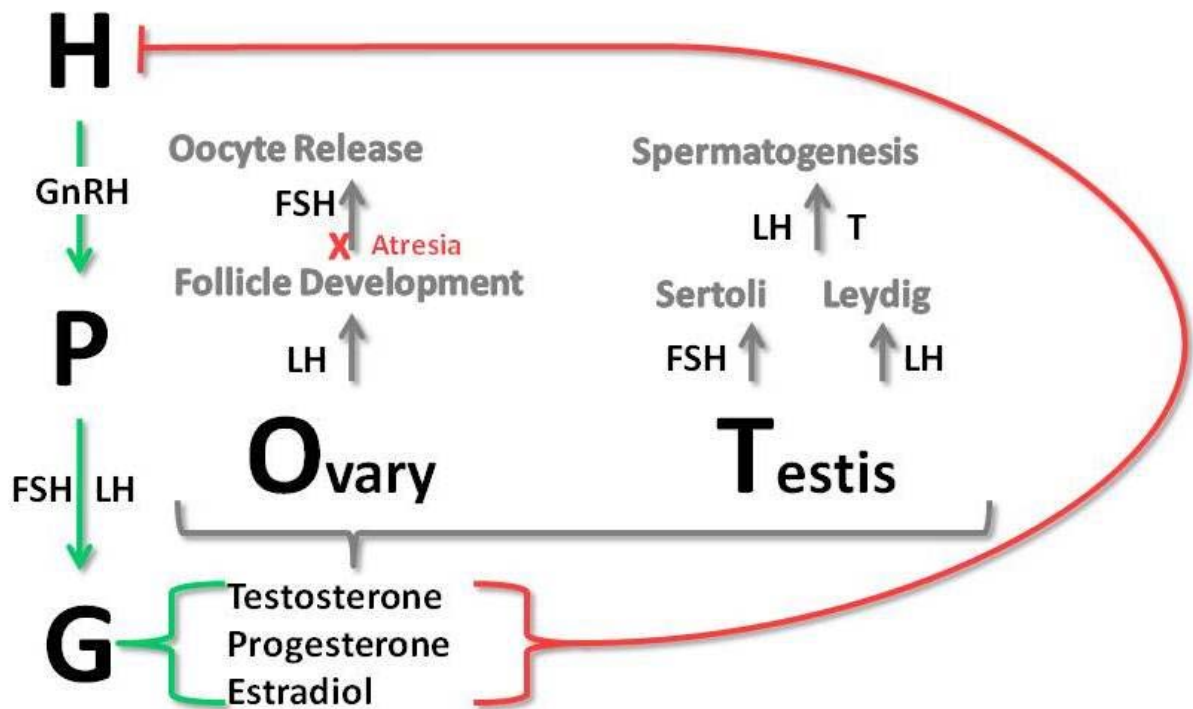 H
Oocyte Release
Spermatogenesis
GnRH
FSH
LH T
X Atresia
Follicle Development
Sertoli Leydig
P
LH
FSH
LH
Ovary
Testis
FSH LH
G
Testosterone
Progesterone
Estradiol